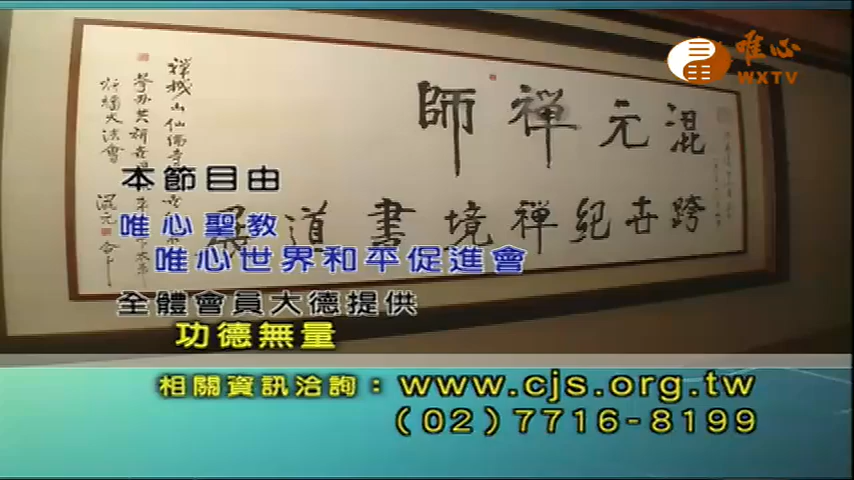 唯心
WXTV
混元禪師
跨世紀禪境書道展
本節目由
唯心聖教
唯心世界和平促進會
全體會員大德提供
功德無量
相關資訊洽詢：www.cjs.org.tw
(02)7716-8199